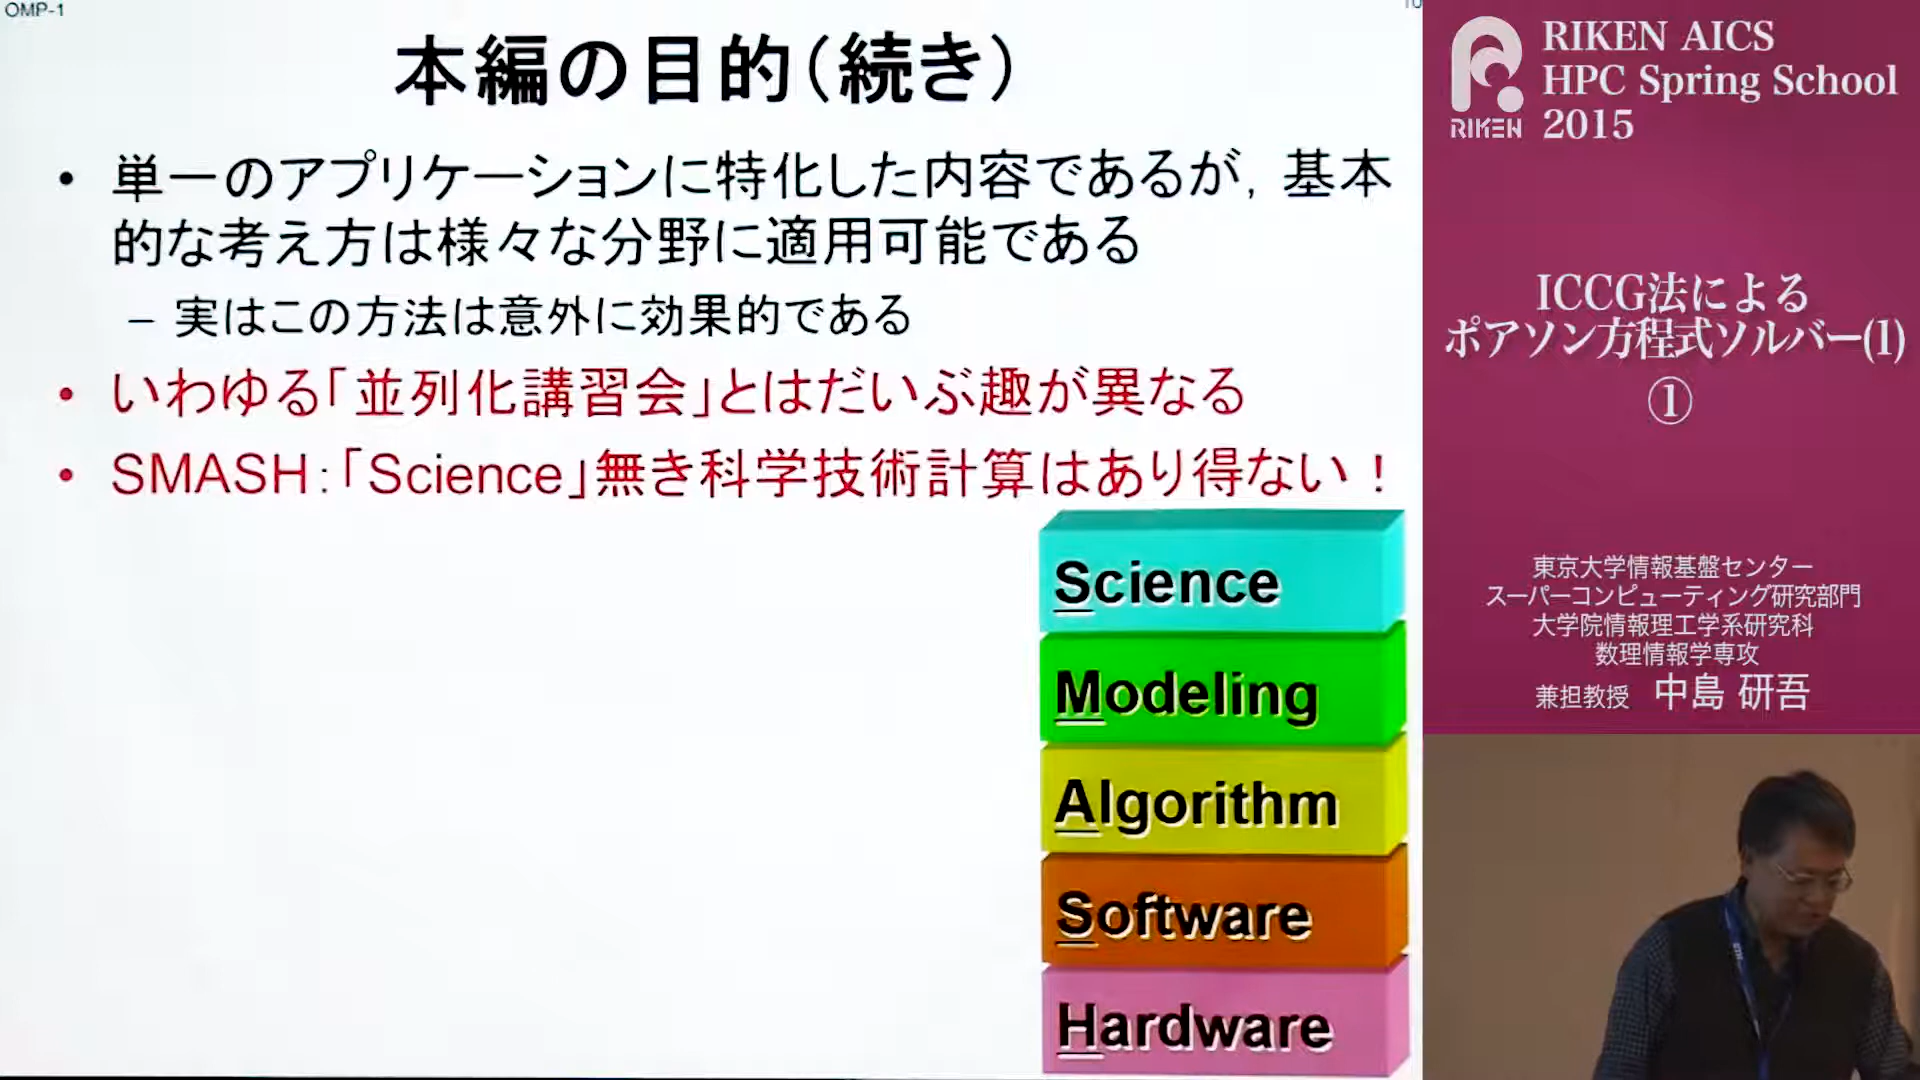 OMP-1
本編の目的(続き)
• 単一のアプリケーションに特化した内容であるが，基本
的な考え方は様々な分野に適用可能である
– 実はこの方法は意外に効果的である
• いわゆる「並列化講習会」とはだいぶ趣が異なる
• SMASH：「Science」無き科学技術計算はあり得ない！
Science
Modeling
Algorithm
Software
Hardware
RIKEN
RIKEN AICS
HPC Spring School
2015
ICCG法による
ポアソン方程式ソルバー(1)
①
東京大学情報基盤センター
スーパーコンピューティング研究部門
大学院情報理工学系研究科
数理情報学専攻
兼担教授 中島 研吾